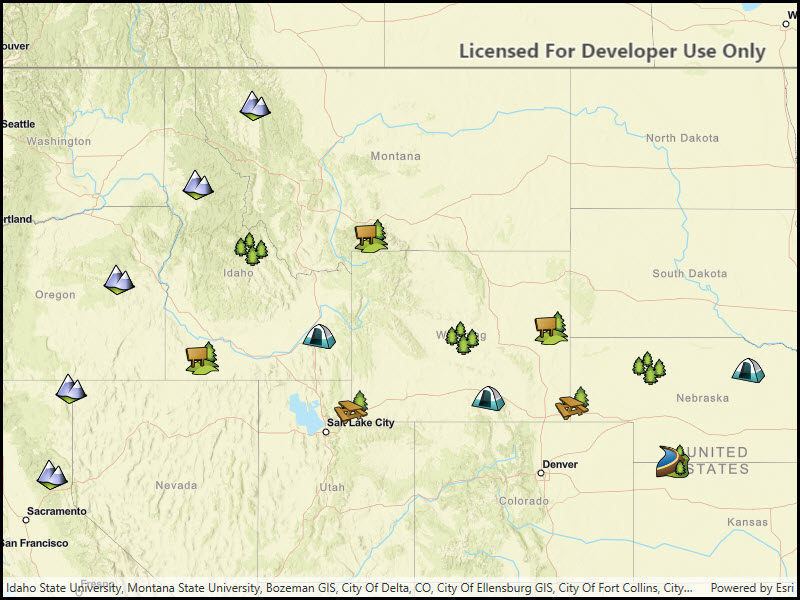 W
ouver
Licensed For Developer Use Only
Seattle
Washington
North Dakota
Montana
rtland
Idaho
South Dakota
Oregon
Nebraska
Salt Lake City
UNITED
STATES
Denver
Nevada
Utah
Colorado
Sacramento
Kansas
San Francisco
Fresno
Idaho State University, Montana State University, Bozeman GIS, City Of Delta, CO, City Of Ellensburg GIS, City Of Fort Collins, City...
Powered by Esri